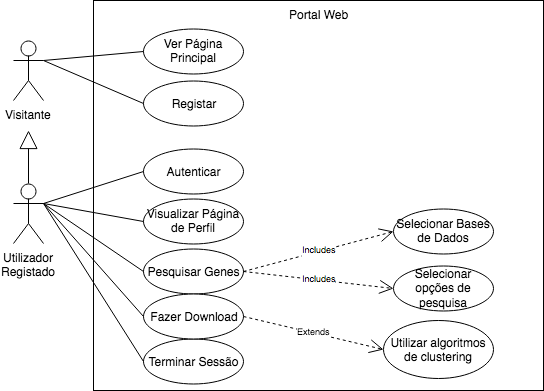 Portal Web
Ver Página
Principal
Visitante
Registar
Autenticar
Visualizar Página
de Perfil
Utilizador
Registado
Pesquisar Genes
Includes
Selecionar Bases
de Dados
Includes
Selecionar
opções de
pesquisa
Fazer Download
Extends
Utilizar algoritmos
de clustering
Terminar Sessão